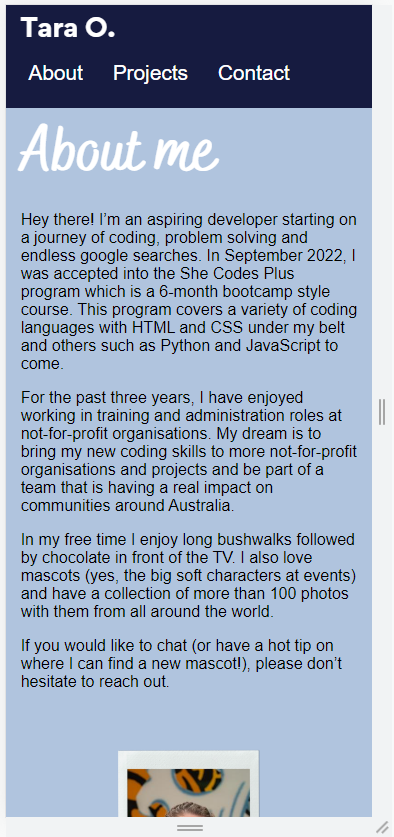 Tara O.
About Projects Contact
About me
Hey there! I’m an aspiring developer starting on
a journey of coding, problem solving and
endless google searches. In September 2022, I
was accepted into the She Codes Plus
program which is a 6-month bootcamp style
course. This program covers a variety of coding
languages with HTML and CSS under my belt
and others such as Python and JavaScript to
come.
For the past three years, I have enjoyed
working in training and administration roles at
not-for-profit organisations. My dream is to
bring my new coding skills to more not-for-profit
organisations and projects and be part of a
team that is having a real impact on
communities around Australia.
In my free time I enjoy long bushwalks followed
by chocolate in front of the TV. I also love
mascots (yes, the big soft characters at events)
and have a collection of more than 100 photos
with them from all around the world.
If you would like to chat (or have a hot tip on
where I can find a new mascot!), please don’t
hesitate to reach out.